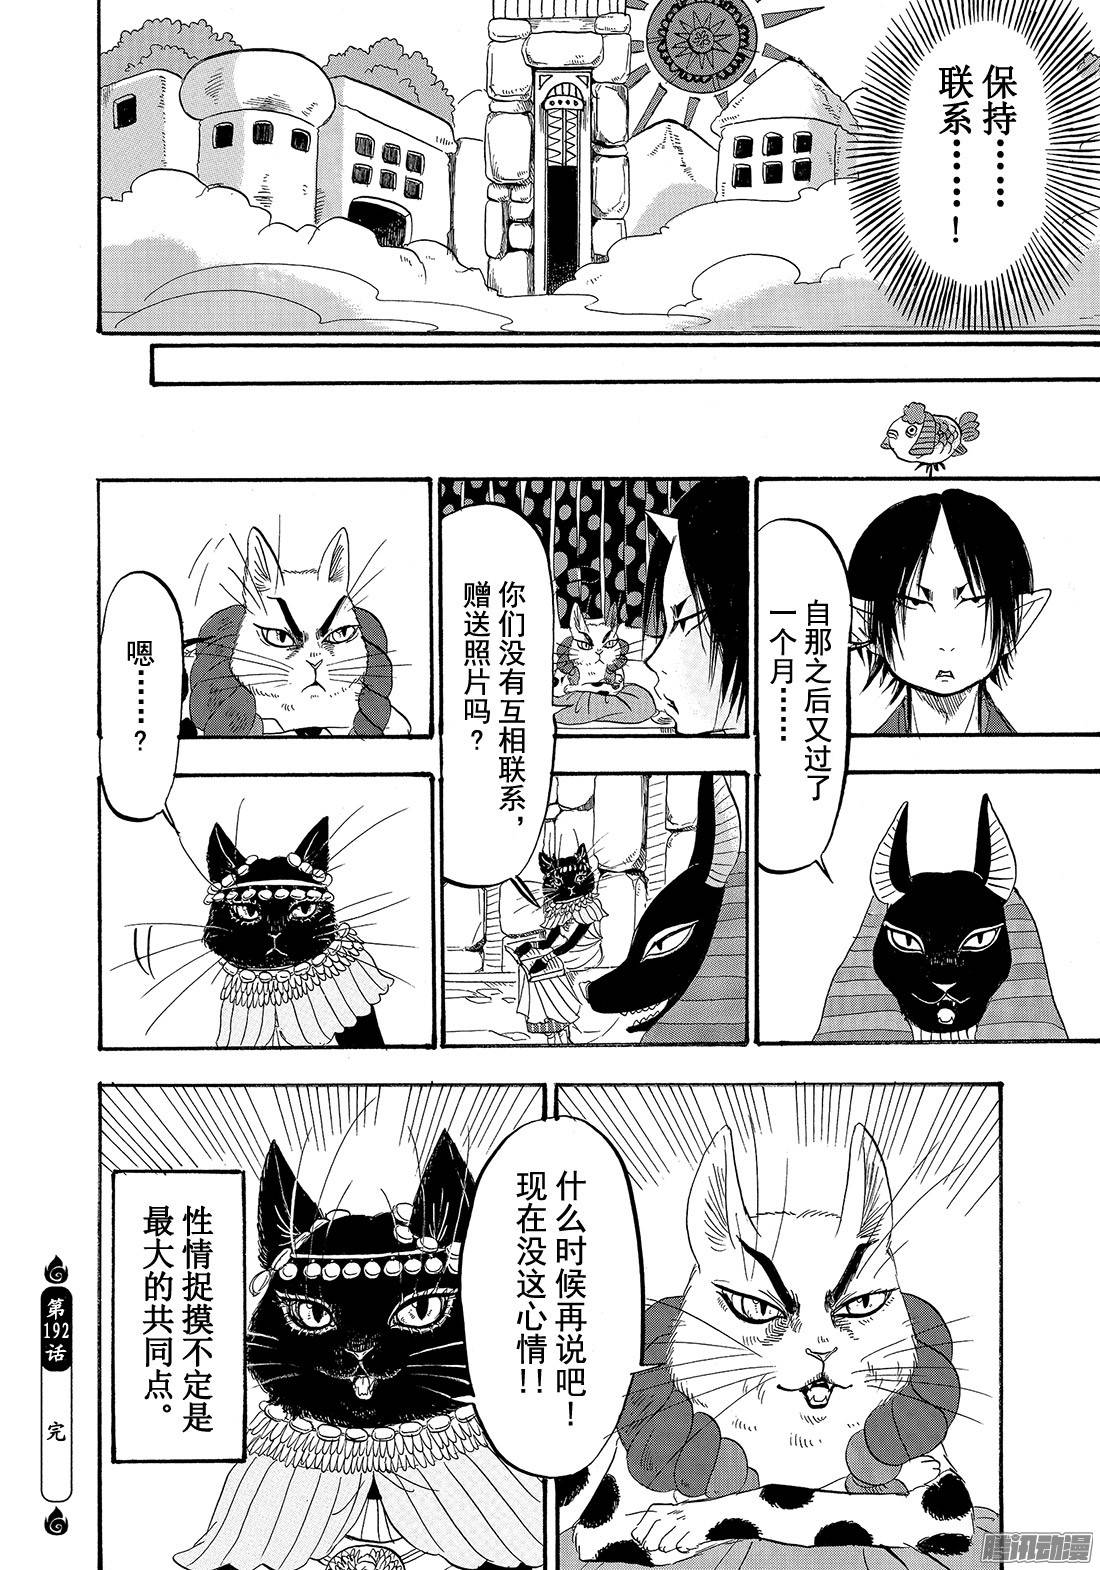 保持………
联系………！
自那之后又过了
一个月……
你们没有互相联系，
赠送照片吗？
嗯………？
什么时候再说吧！
现在没这心情！！
性情捉摸不定是
最大的共同点。
第192话
完
腾讯动漫